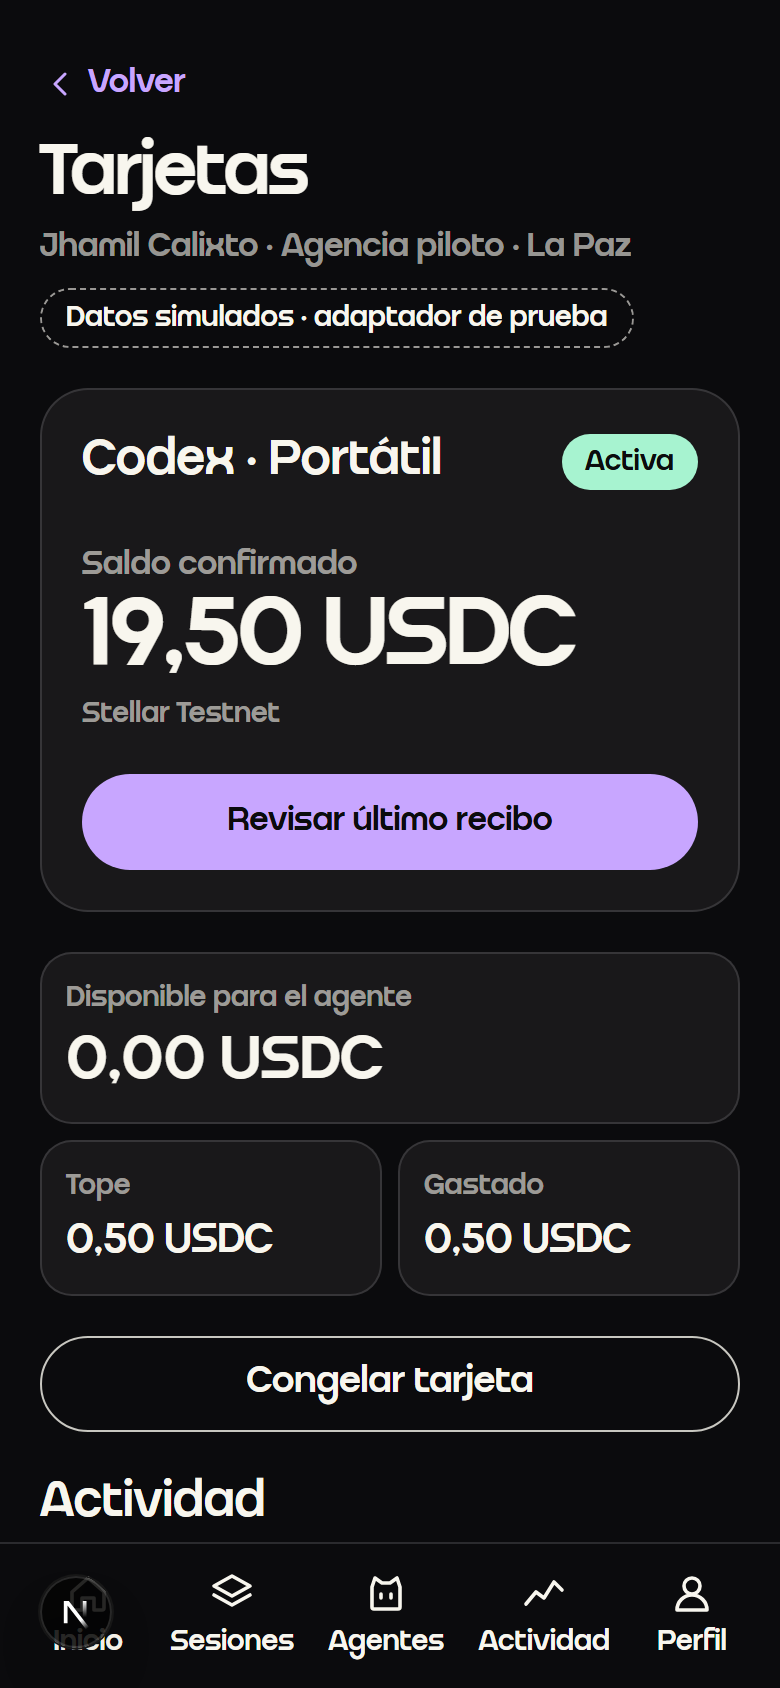 Volver
Tarjetas
Jhamil Calixto · Agencia piloto · La Paz
Datos simulados · adaptador de prueba
Codex · Portátil
Activa
Saldo confirmado
19,50 USDC
Stellar Testnet
Revisar último recibo
Disponible para el agente
0,00 USDC
Tope
Gastado
0,50 USDC
0,50 USDC
Congelar tarjeta
Actividad
N
Inicio
Sesiones
Agentes
Actividad
Perfil